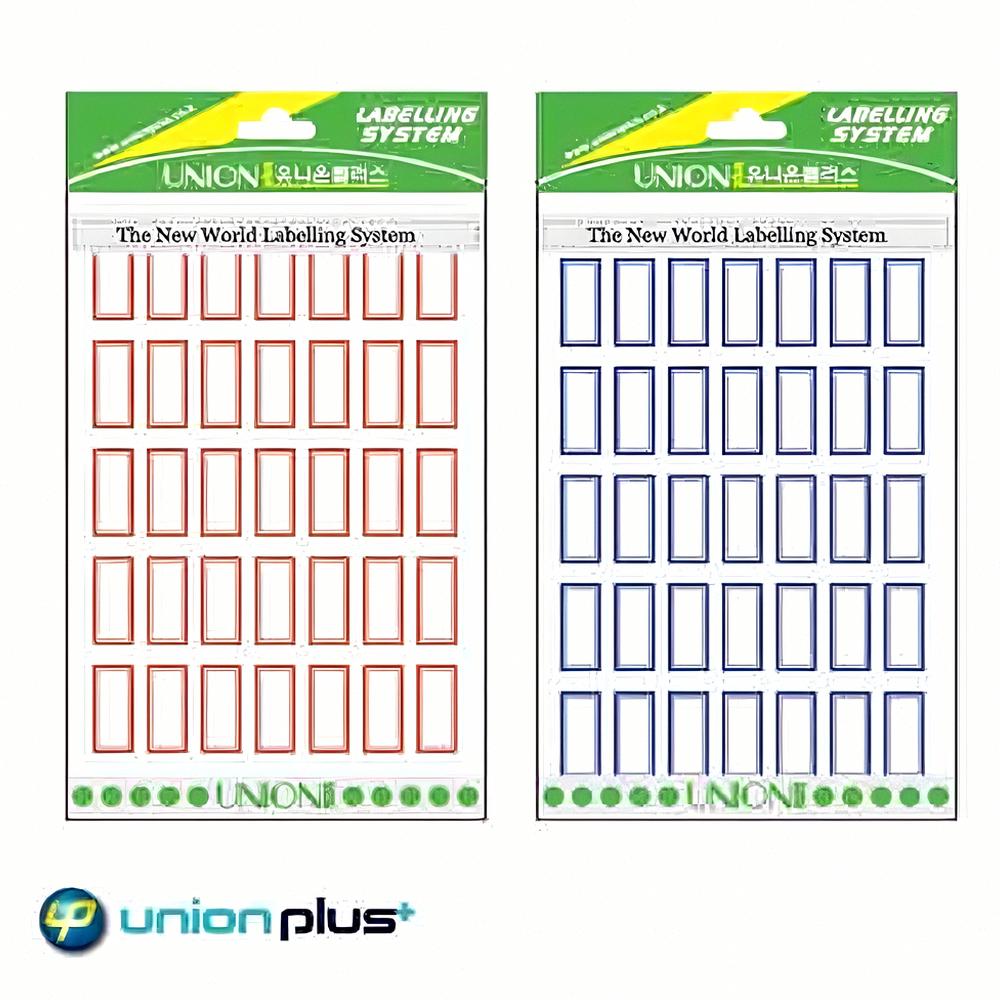 LABELLING
SYSTEM
UNION 유니온플러스
The New World Labelling System
UNION
LABELLING
SYSTEM
UNION 유니온플러스
The New World Labelling System
UNION
union plus+